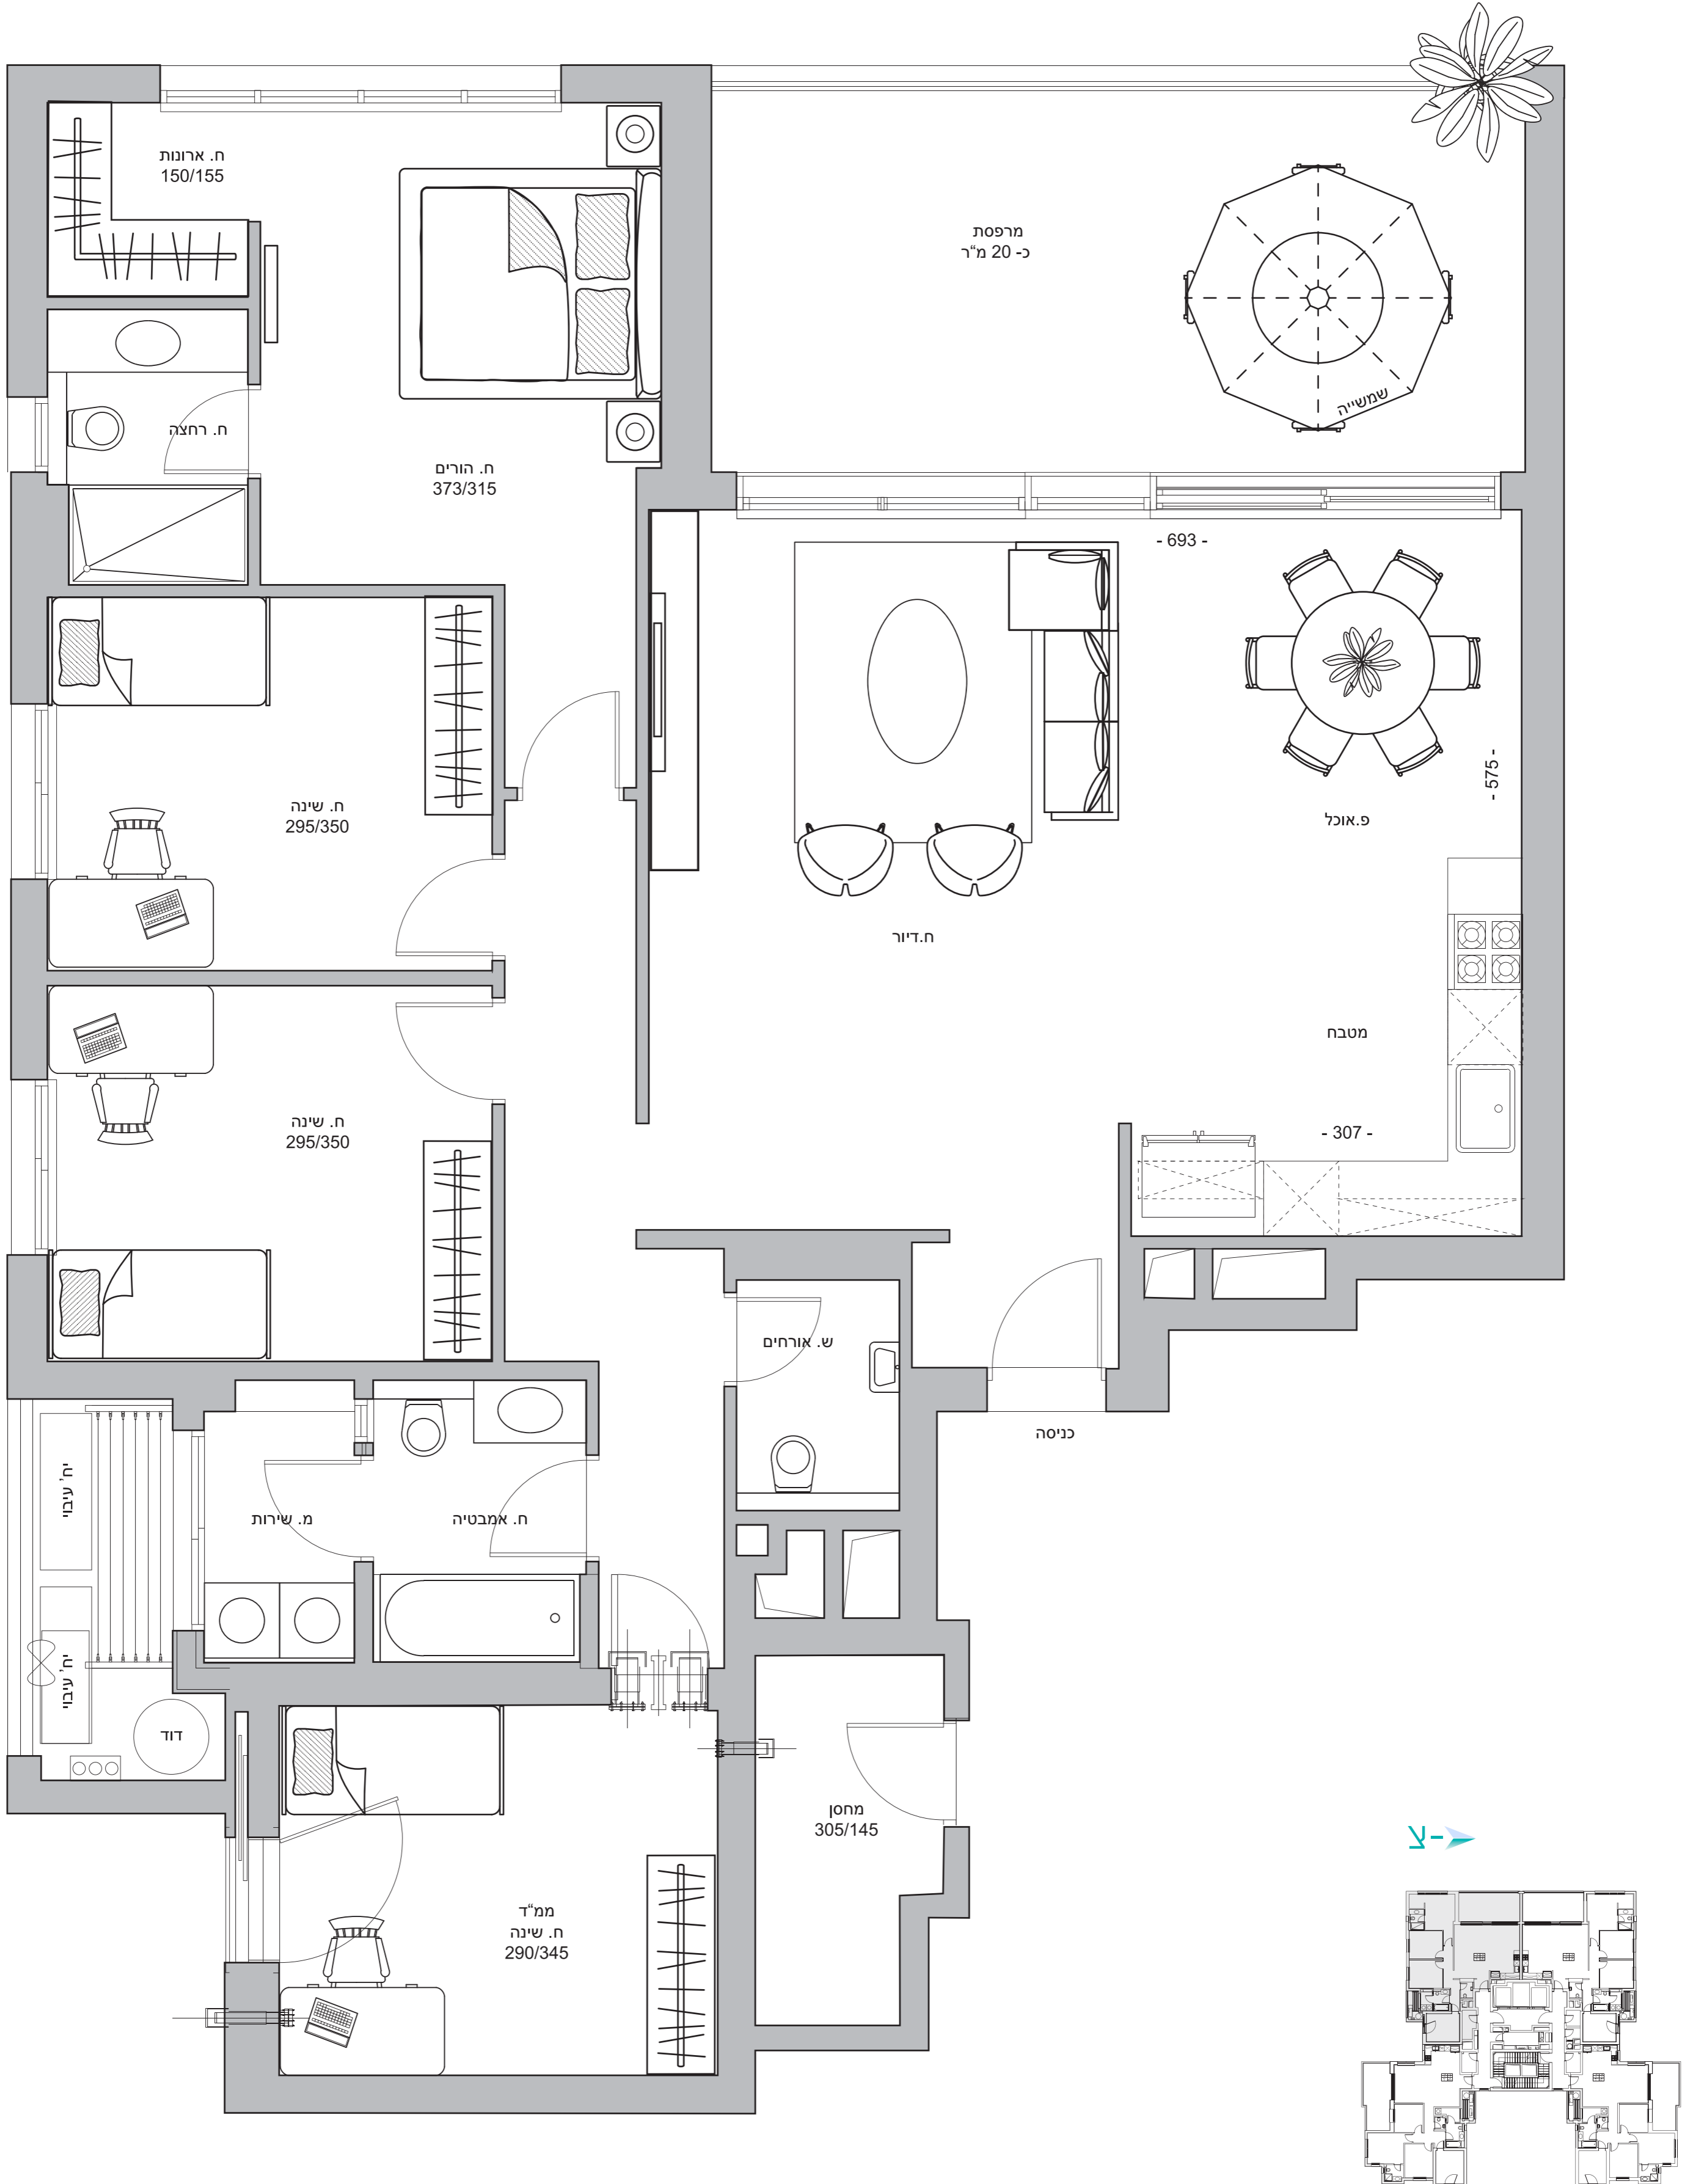 ח. ארונות
150/155
מרפסת
כ- 20 מ"ר
שמשייה
ח. רחצה
ח. הורים
373/315
- 693 -
- 575 -
ח. שינה
295/350
פ.אוכל
ח.דיור
מטבח
ח. שינה
295/350
- 307 -
ש. אורחים
כניסה
יח' עיבוי
מ. שירות
ח. אמבטיה
יח' עיבוי
דוד
מחסן
305/145
ממ"ד
ח. שינה
290/345
צ